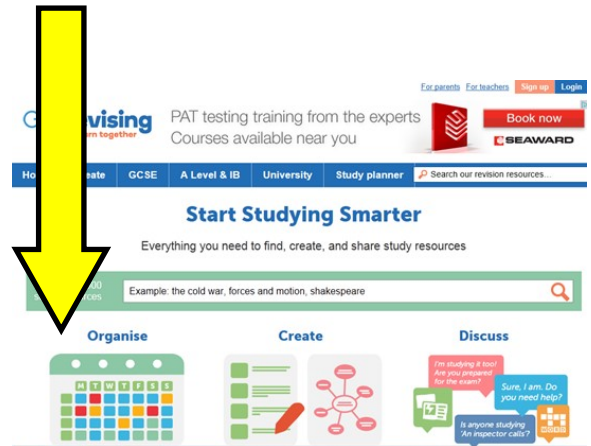 For parents For teachers Sign up Login
PAT testing training from the experts
Courses available near you
Book now
SEAWARD
GCSE A Level & IB University Study planner Search our revision resources...
Start Studying Smarter
Everything you need to find, create, and share study resources
Example: the cold war, forces and motion, shakespeare
Organise Create Discuss
M T W T F S S
I'm studying it too!
Are you prepared
for the exam?
Sure, I am. Do
you need help?
Is anyone studying
'An inspector calls'?